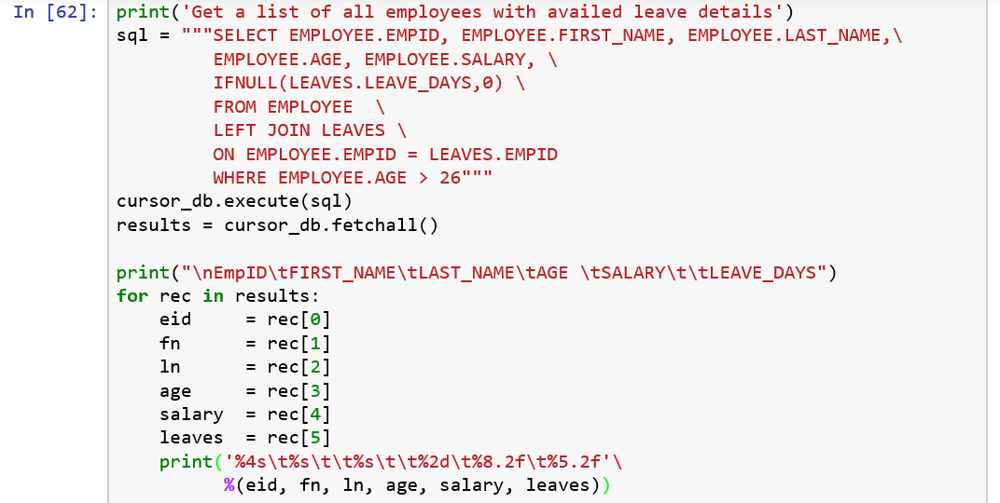 In [62]: print('Get a list of all employees with availed leave details')
sql = """SELECT EMPLOYEE.EMPID, EMPLOYEE.FIRST_NAME, EMPLOYEE.LAST_NAME,\
         EMPLOYEE.AGE, EMPLOYEE.SALARY, \
         IFNULL(LEAVES.LEAVE_DAYS,0) \
         FROM EMPLOYEE  \
         LEFT JOIN LEAVES \
         ON EMPLOYEE.EMPID = LEAVES.EMPID
         WHERE EMPLOYEE.AGE > 26"""
cursor_db.execute(sql)
results = cursor_db.fetchall()

print("\nEmpID\tFIRST_NAME\tLAST_NAME\tAGE \tSALARY\t\tLEAVE_DAYS")
for rec in results:
    eid     = rec[0]
    fn      = rec[1]
    ln      = rec[2]
    age     = rec[3]
    salary  = rec[4]
    leaves  = rec[5]
    print('%4s\t%s\t\t%s\t\t%2d\t%8.2f\t%5.2f'\
          %(eid, fn, ln, age, salary, leaves))